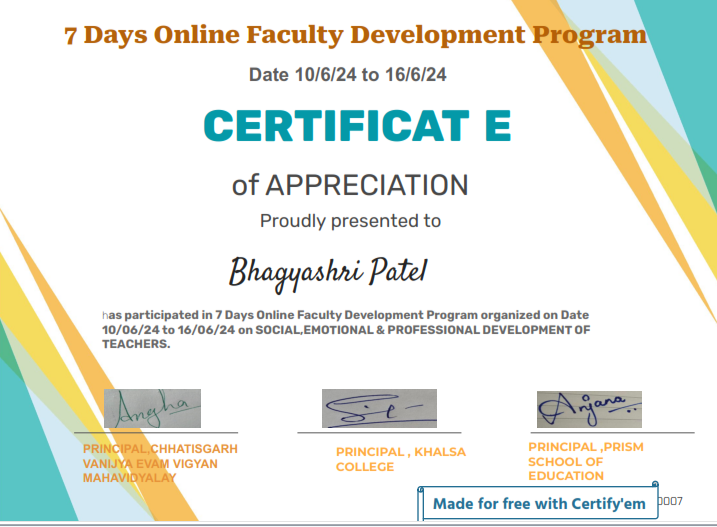 7 Days Online Faculty Development Program
Date 10/6/24 to 16/6/24
CERTIFICAT E
of APPRECIATION
Proudly presented to
Bhagyashri Patel
has participated in 7 Days Online Faculty Development Program organized on Date
10/06/24 to 16/06/24 on SOCIAL,EMOTIONAL & PROFESSIONAL DEVELOPMENT OF
TEACHERS.
Angha
Anjana
PRINCIPAL,CHHATISGARH
VANIJYA EVAM VIGYAN
MAHAVIDYALAY
PRINCIPAL , KHALSA
COLLEGE
PRINCIPAL ,PRISM
SCHOOL OF
EDUCATION
Made for free with Certify'em
0007